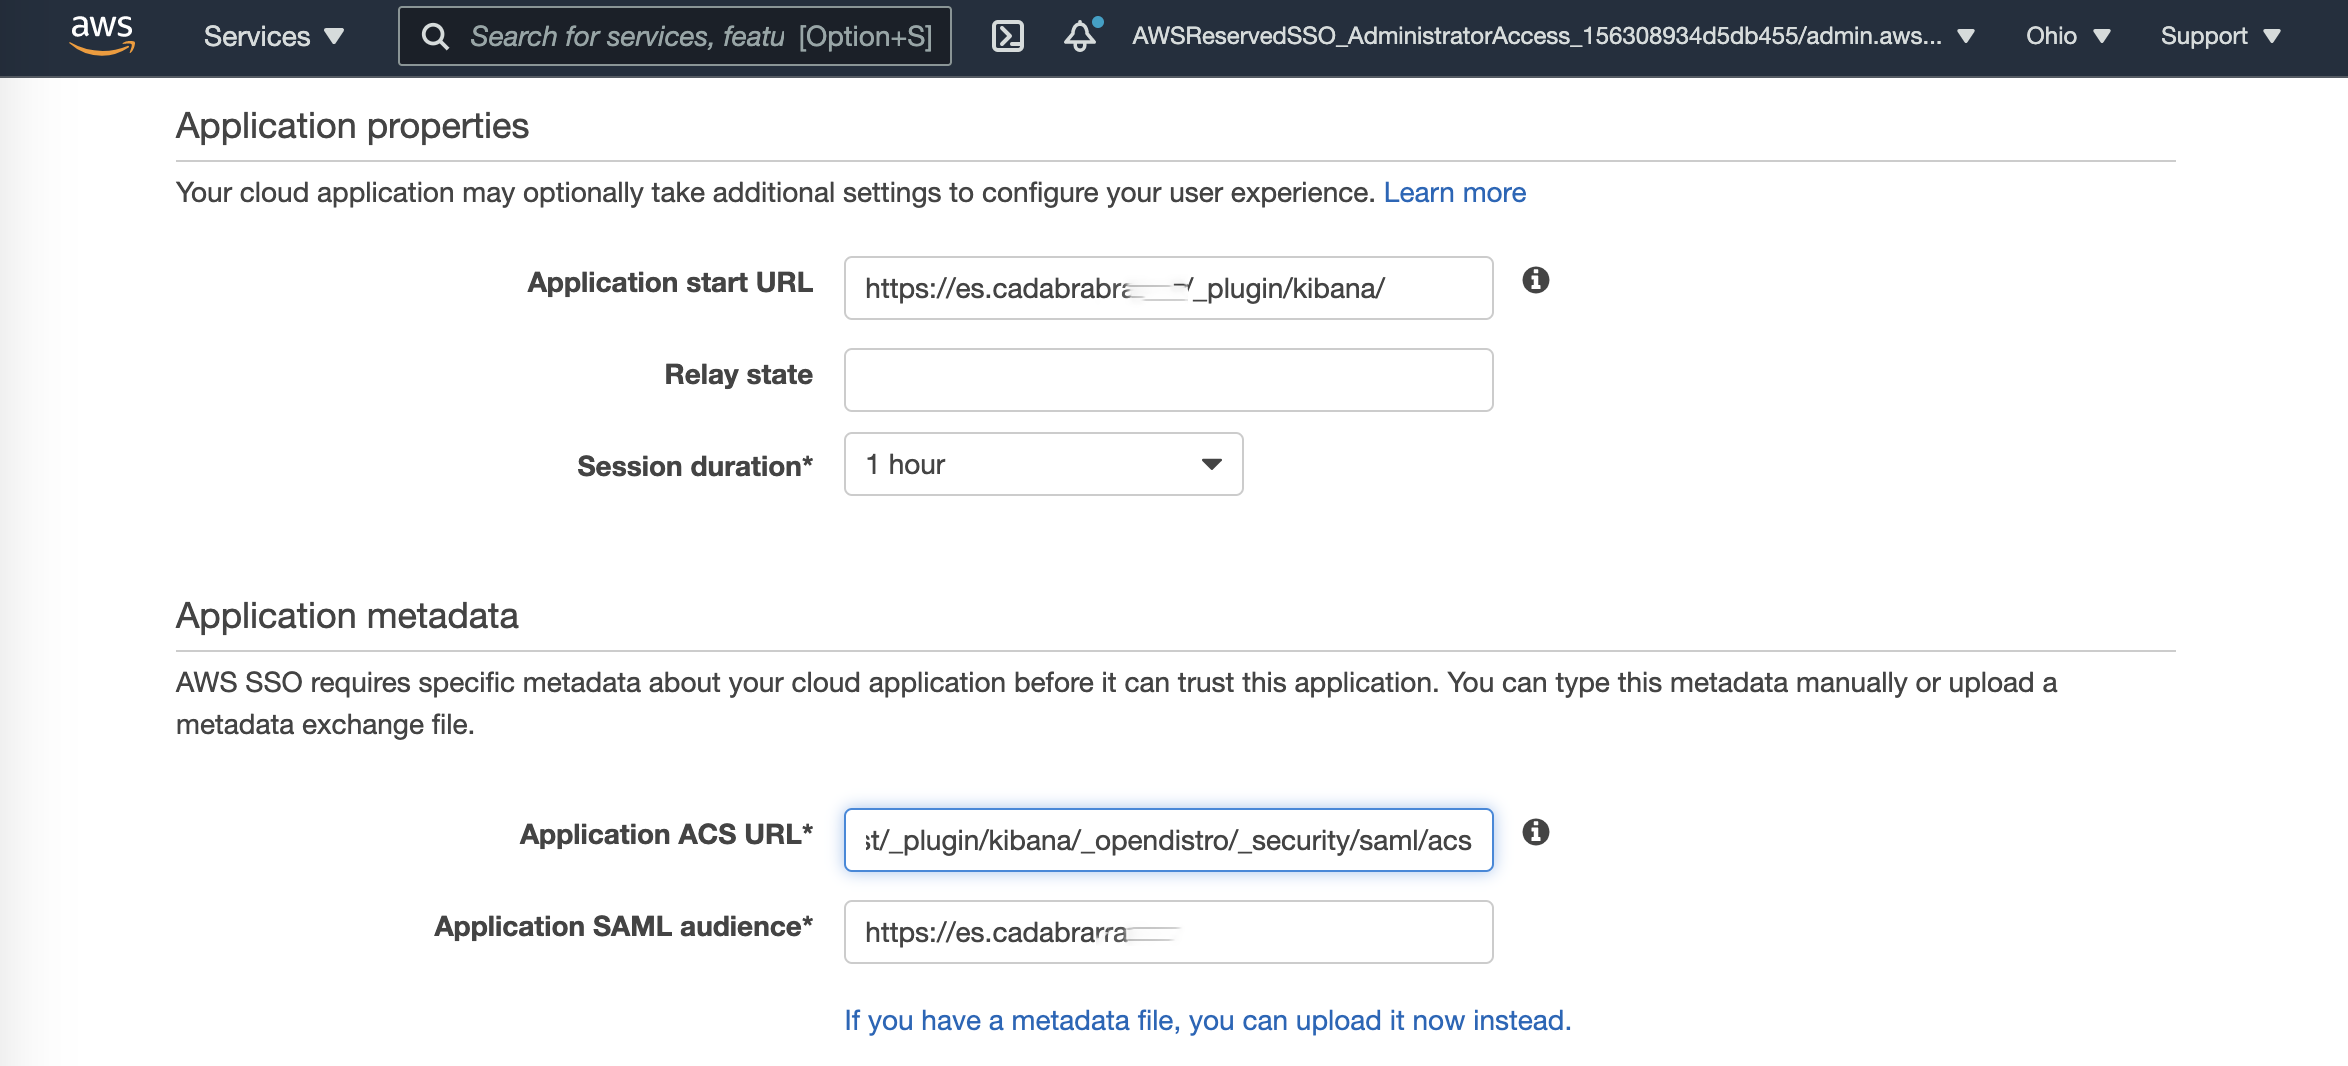 aws Services Search for services, featu [Option+S] AWSReservedSSO_AdministratorAccess_156308934d5db455/admin.aws... Ohio Support
Application properties
Your cloud application may optionally take additional settings to configure your user experience. Learn more
Application start URL https://es.cadabrabra /_plugin/kibana/
Relay state
Session duration* 1 hour
Application metadata
AWS SSO requires specific metadata about your cloud application before it can trust this application. You can type this metadata manually or upload a
metadata exchange file.
Application ACS URL* st/_plugin/kibana/_opendistro/_security/saml/acs
Application SAML audience* https://es.cadabrarra
If you have a metadata file, you can upload it now instead.